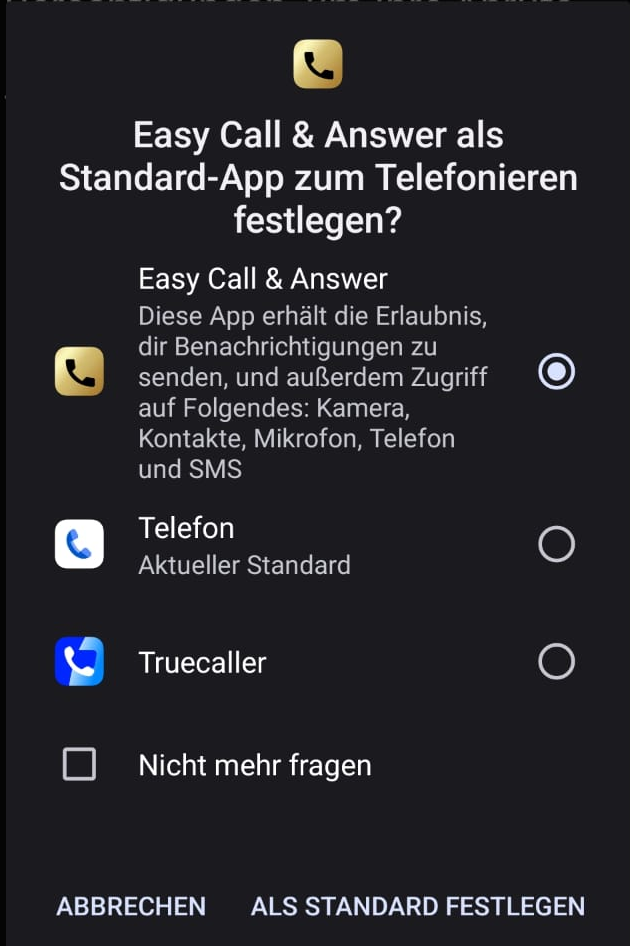 Easy Call & Answer als
Standard-App zum Telefonieren
festlegen?
Easy Call & Answer
Diese App erhält die Erlaubnis,
dir Benachrichtigungen zu
senden, und außerdem Zugriff
auf Folgendes: Kamera,
Kontakte, Mikrofon, Telefon
und SMS
Telefon
Aktueller Standard
Truecaller
Nicht mehr fragen
ABBRECHEN ALS STANDARD FESTLEGEN